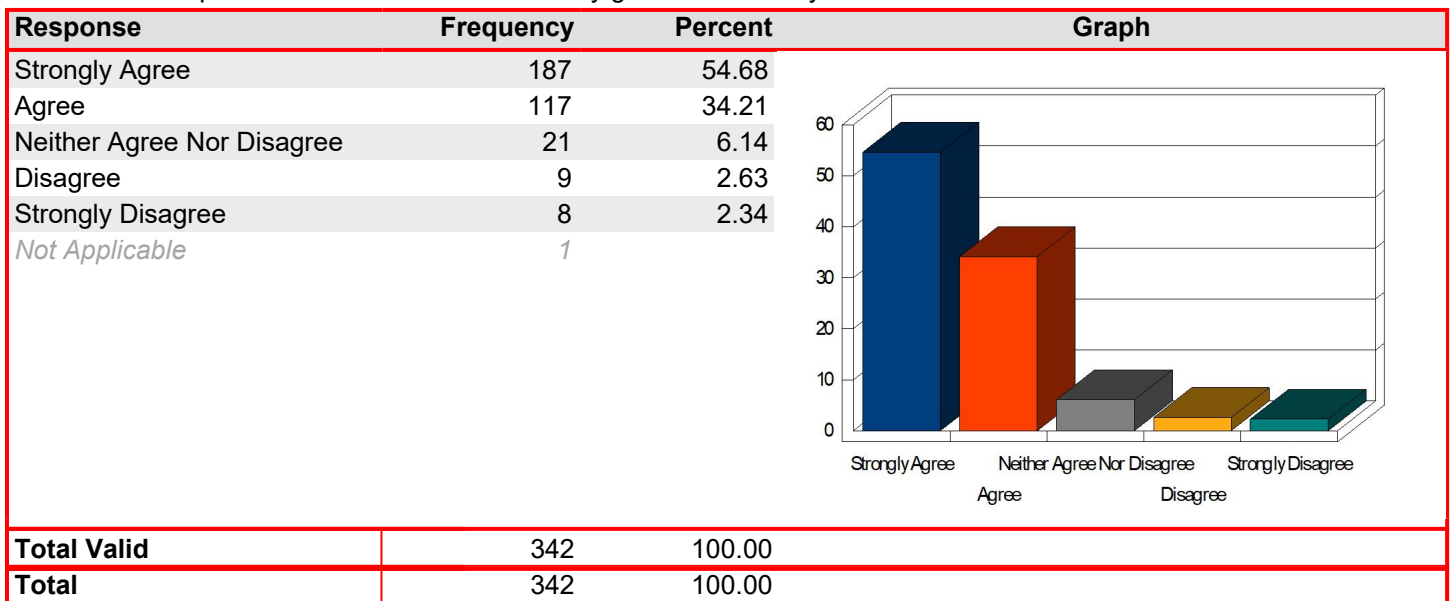 Response Frequency Percent Graph
Strongly Agree 187 54.68
Agree 117 34.21
Neither Agree Nor Disagree 21 6.14
Disagree 9 2.63
Strongly Disagree 8 2.34
Not Applicable 1
60
50
40
30
20
10
0
Strongly Agree Neither Agree Nor Disagree Strongly Disagree
Agree Disagree
Total Valid 342 100.00
Total 342 100.00